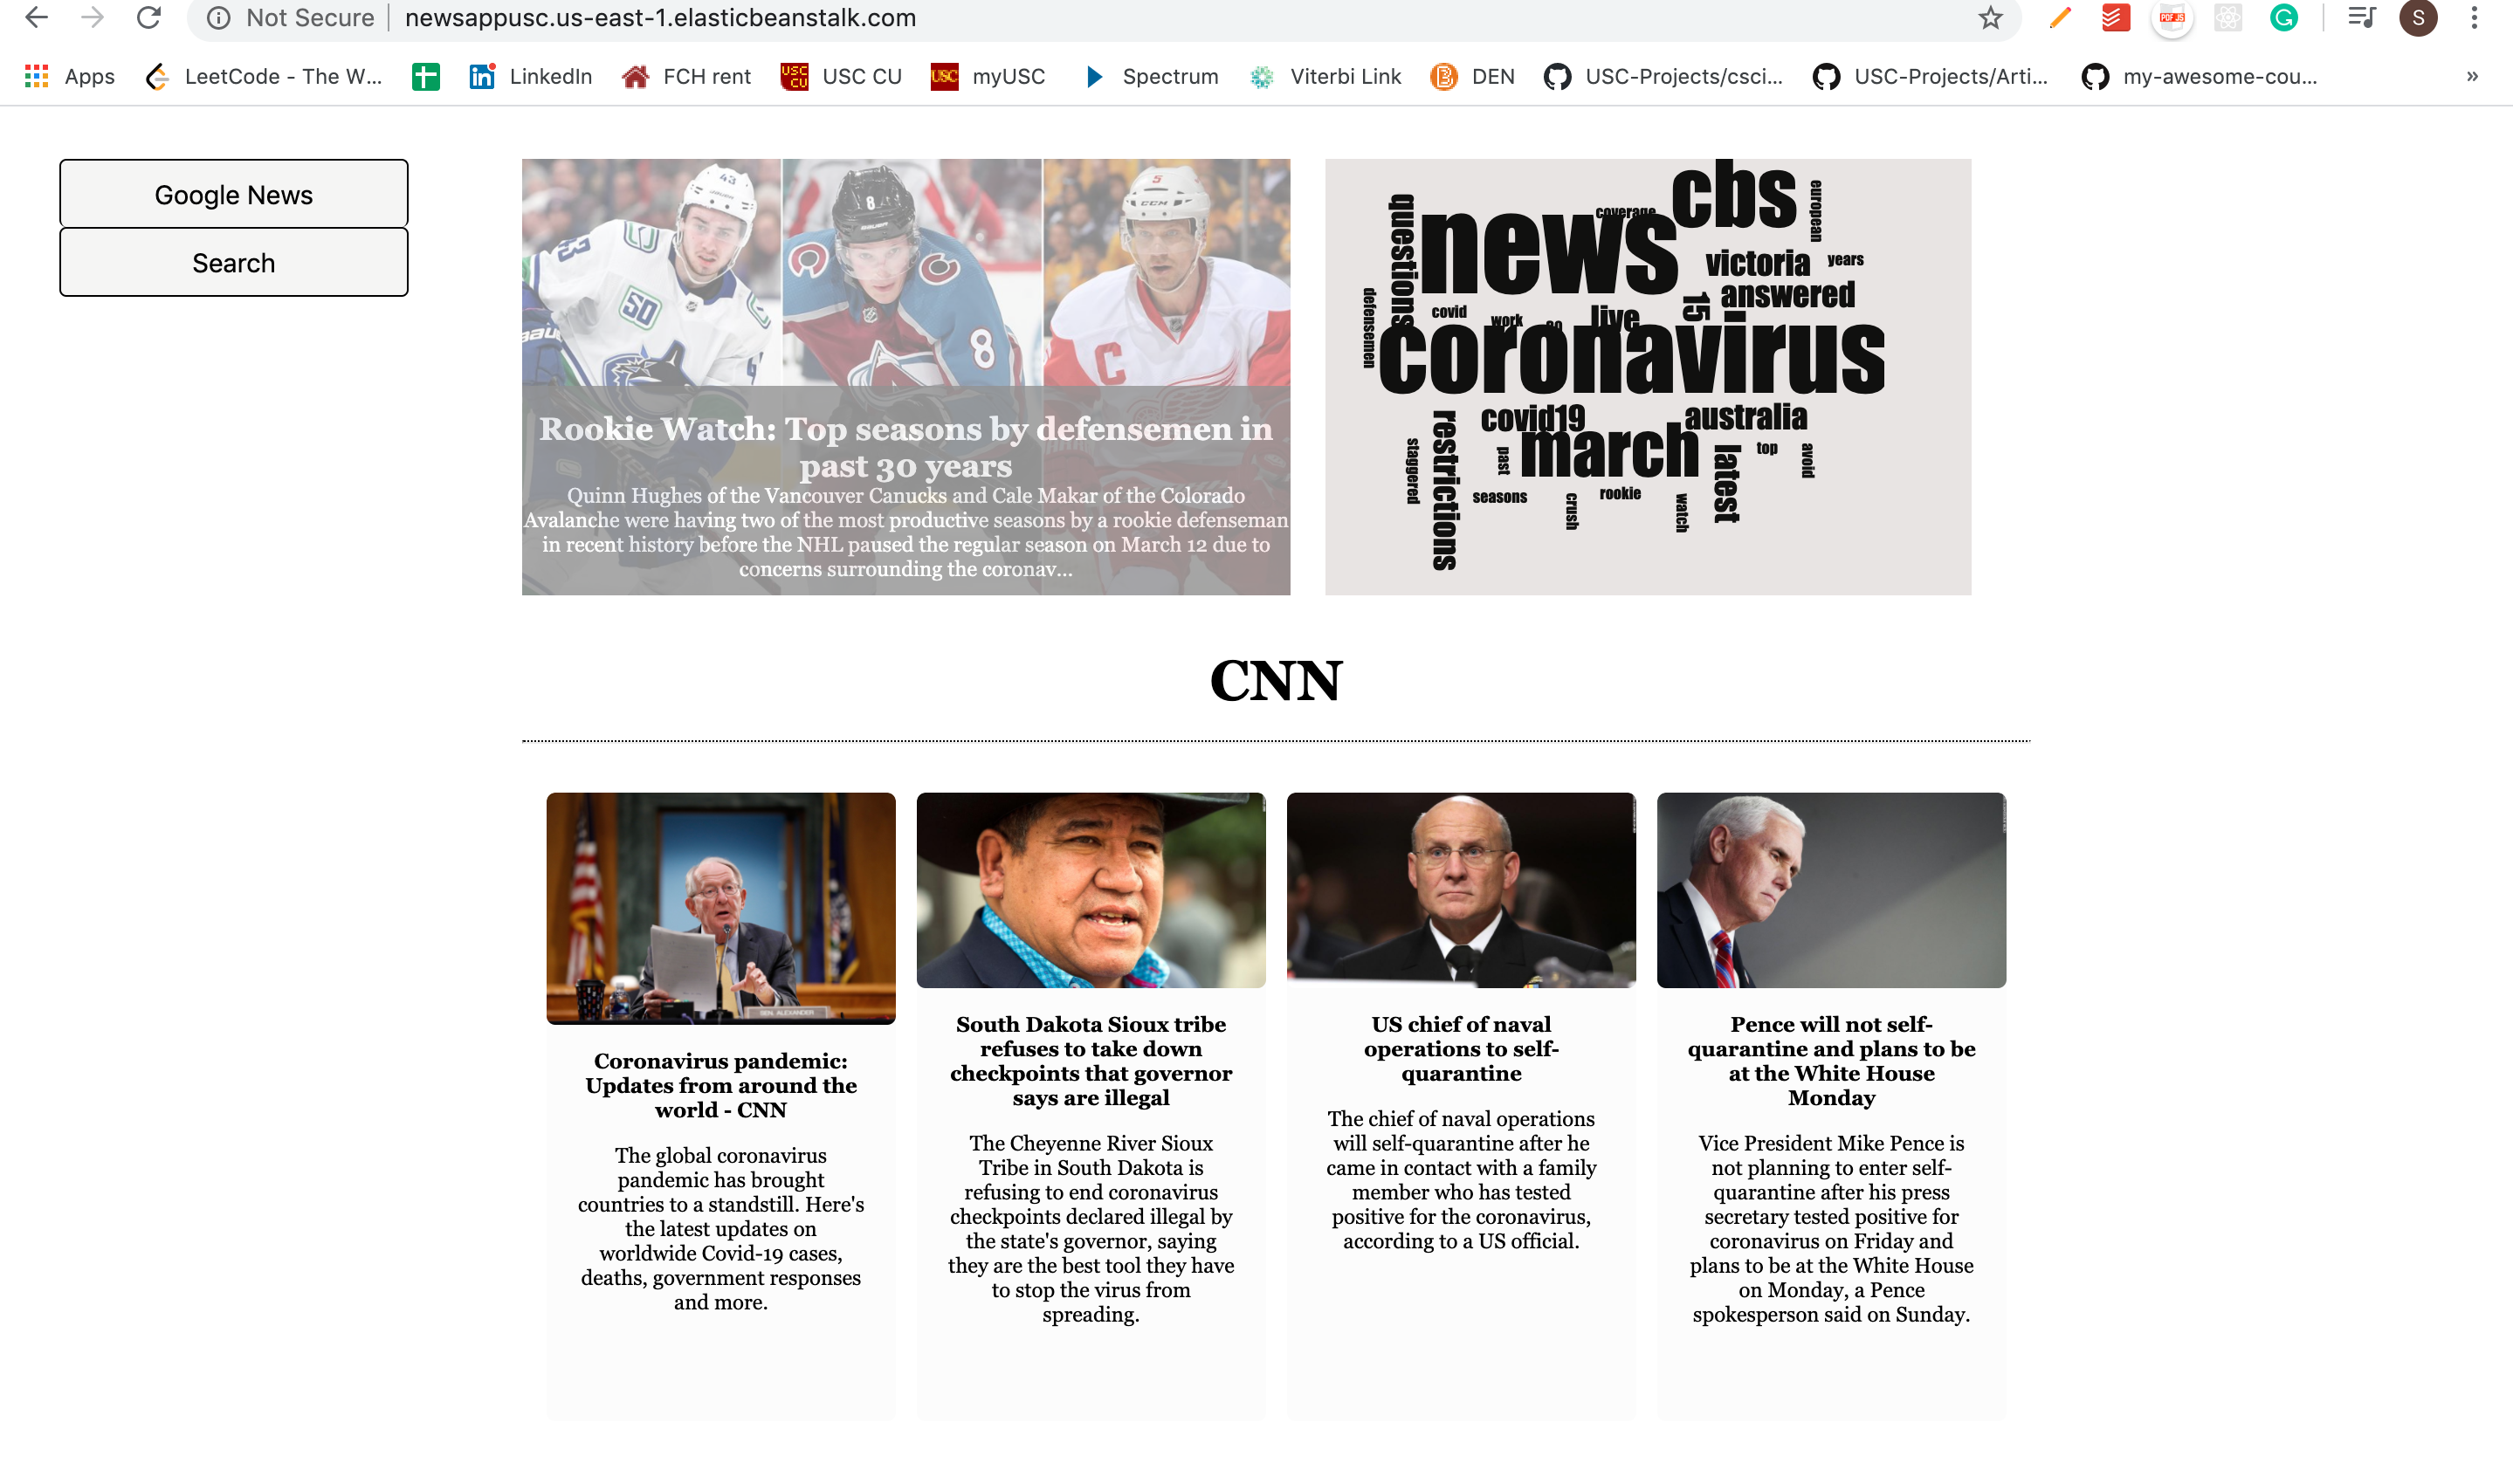 Not Secure | newsappusc.us-east-1.elasticbeanstalk.com
PDF JS
S
Apps
LeetCode - The W...
LinkedIn
FCH rent
USC CU
USC CU
USC
myUSC
Spectrum
Viterbi Link
DEN
USC-Projects/csci...
USC-Projects/Arti...
my-awesome-cou...
»
Google News
Search
43
8
5
CCM
50
8
C
Rookie Watch: Top seasons by defensemen in
past 30 years
Quinn Hughes of the Vancouver Canucks and Cale Makar of the Colorado
Avalanche were having two of the most productive seasons by a rookie defenseman
in recent history before the NHL paused the regular season on March 12 due to
concerns surrounding the coronav...
cbs
european
questions
coverage
news
victoria
years
defensemen
covid
work
live
15
answered
coronavirus
covid19
australia
restrictions
staggered
past
march
latest
top
avoid
seasons
crush
rookie
watch
CNN
SEN. ALEXANDER
Coronavirus pandemic:
Updates from around the
world - CNN
The global coronavirus
pandemic has brought
countries to a standstill. Here's
the latest updates on
worldwide Covid-19 cases,
deaths, government responses
and more.
South Dakota Sioux tribe
refuses to take down
checkpoints that governor
says are illegal
The Cheyenne River Sioux
Tribe in South Dakota is
refusing to end coronavirus
checkpoints declared illegal by
the state's governor, saying
they are the best tool they have
to stop the virus from
spreading.
US chief of naval
operations to self-
quarantine
The chief of naval operations
will self-quarantine after he
came in contact with a family
member who has tested
positive for the coronavirus,
according to a US official.
Pence will not self-
quarantine and plans to be
at the White House
Monday
Vice President Mike Pence is
not planning to enter self-
quarantine after his press
secretary tested positive for
coronavirus on Friday and
plans to be at the White House
on Monday, a Pence
spokesperson said on Sunday.